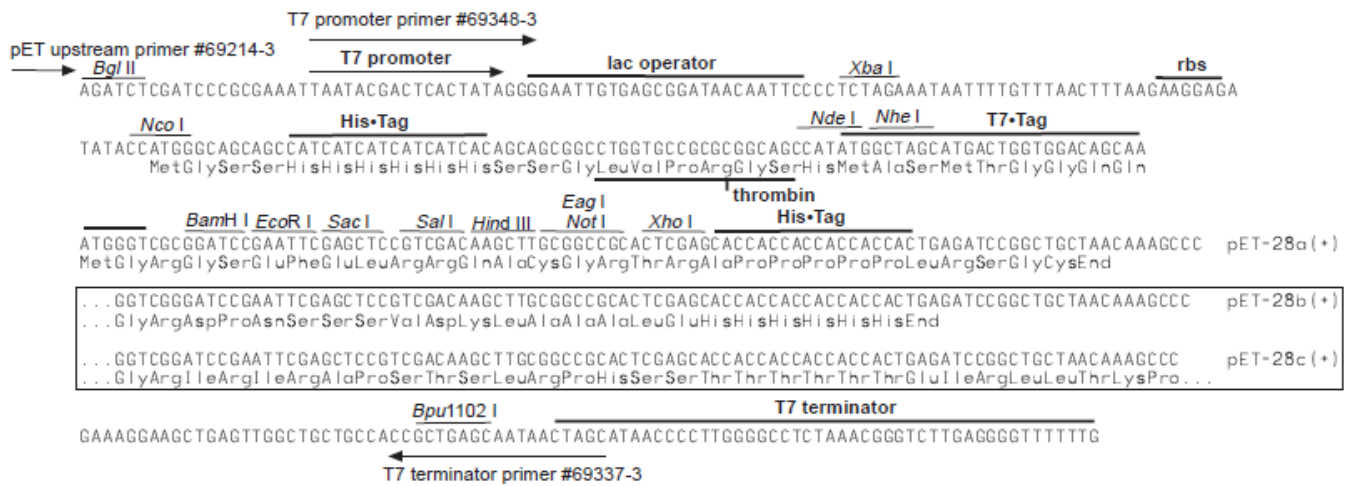 T7 promoter primer #69348-3
pET upstream primer #69214-3
Bgl II T7 promoter lac operator Xba I rbs
AGATCTCGATCCCGCGAAATTAATACGACTCACTATAGGGGAATTGTGAGCGGATAACAATTCCCCTCTAGAAATAATTTTGTTTAACTTTAAGAAGGAGA
Nco I His•Tag Nde I Nhe I T7•Tag
TATACCATGGGCAGCAGCCATCATCATCATCATCACAGCAGCGGCCTGGTGCCGCGCGGCAGCCATATGGCTAGCATGACTGGTGGACAGCAA
MetGlySerSerHisHisHisHisHisHisSerSerGlyLeuValProArgGlySerHisMetAlaSerMetThrGlyGlyGlnGln
thrombin
BamH I EcoR I Sac I Sal I Hind III Eag I Not I Xho I His•Tag
ATGGGTCGCGGATCCGAATTCGAGCTCCGTCGACAAGCTTGCGGCCGCACTCGAGCACCACCACCACCACCACTGAGATCCGGCTGCTAACAAAGCCC pET-28a(+)
MetGlyArgGlySerGluPheGluLeuArgArgGlnAlaCysGlyArgThrArgAlaProProProProProLeuArgSerGlyCysEnd
...GGTCGGGATCCGAATTCGAGCTCCGTCGACAAGCTTGCGGCCGCACTCGAGCACCACCACCACCACCACTGAGATCCGGCTGCTAACAAAGCCC pET-28b(+)
...GlyArgAspProAsnSerSerSerValAspLysLeuAlaAlaAlaLeuGluHisHisHisHisHisHisEnd
...GGTCGGATCCGAATTCGAGCTCCGTCGACAAGCTTGCGGCCGCACTCGAGCACCACCACCACCACCACTGAGATCCGGCTGCTAACAAAGCCC pET-28c(+)
...GlyArgIleArgIleArgAlaProSerThrSerLeuArgProHisSerSerThrThrThrThrThrThrGluIleArgLeuLeuThrLysPro...
Bpu1102 I T7 terminator
GAAAGGAAGCTGAGTTGGCTGCTGCCACCGCTGAGCAATAACTAGCATAACCCCTTGGGGCCTCTAAACGGGTCTTGAGGGGTTTTTTG
T7 terminator primer #69337-3